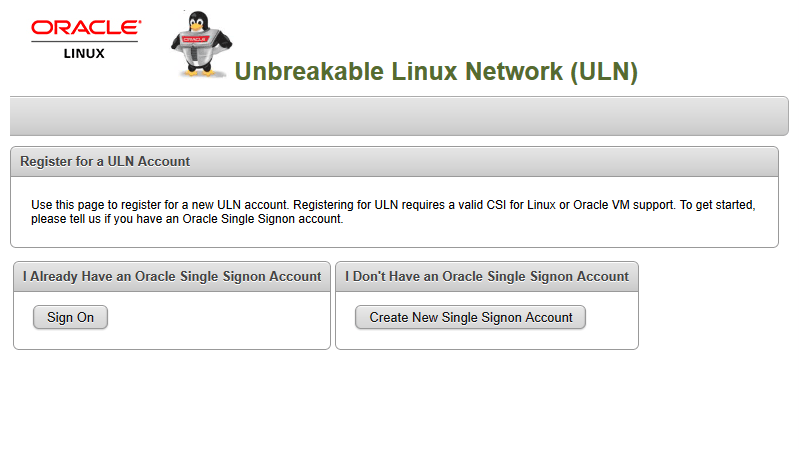 ORACLE
LINUX
ORACLE
Unbreakable Linux Network (ULN)
Register for a ULN Account
Use this page to register for a new ULN account. Registering for ULN requires a valid CSI for Linux or Oracle VM support. To get started,
please tell us if you have an Oracle Single Signon account.
I Already Have an Oracle Single Signon Account
Sign On
I Don't Have an Oracle Single Signon Account
Create New Single Signon Account